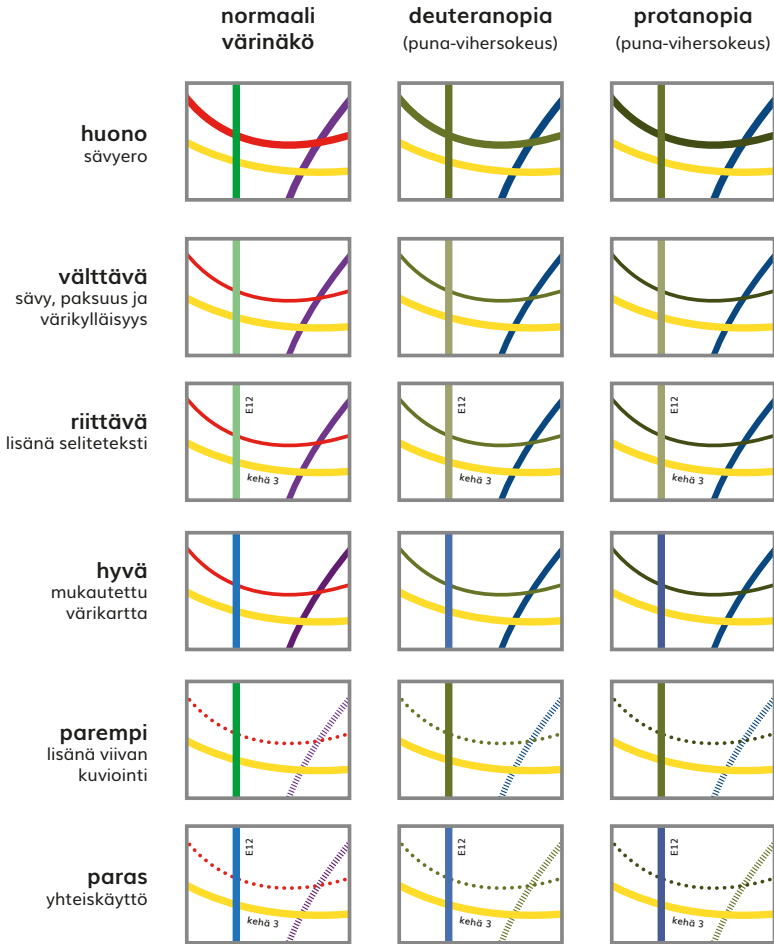 normaali
värinäkö
deuteranopia
(puna-vihersokeus)
protanopia
(puna-vihersokeus)
huono
sävyero
välttävä
sävy, paksuus ja
värikylläisyys
riittävä
lisänä seliteteksti
E12
kehä 3
E12
kehä 3
E12
kehä 3
hyvä
mukautettu
värikartta
parempi
lisänä viivan
kuviointi
paras
yhteiskäyttö
E12
kehä 3
E12
kehä 3
E12
kehä 3